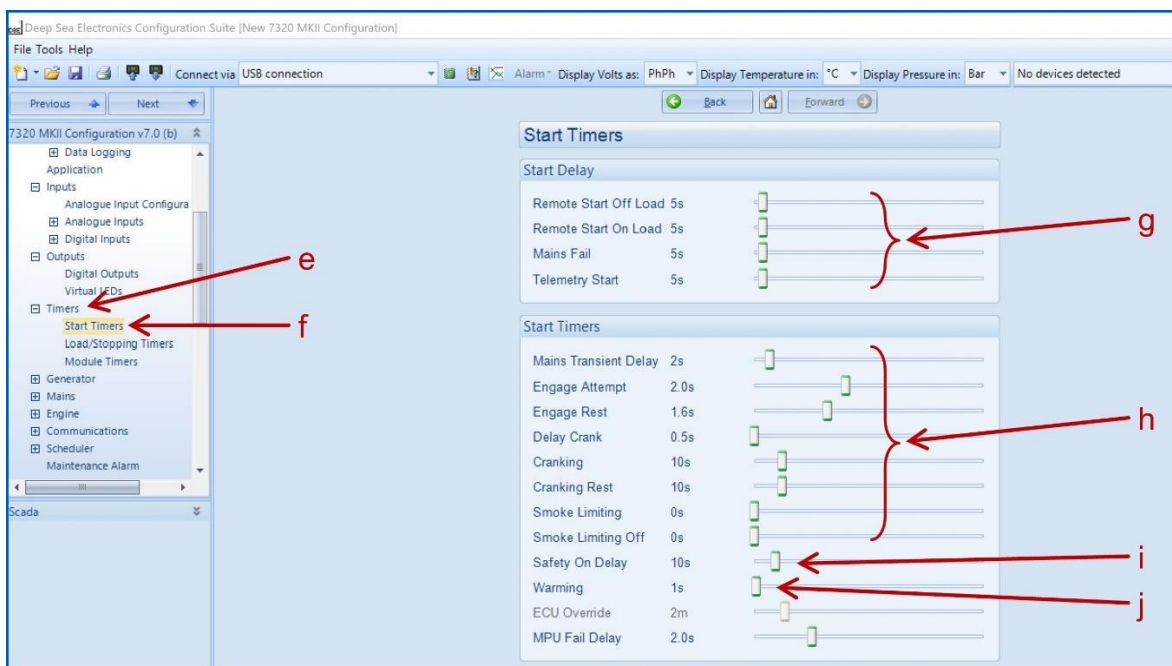 Deep Sea Electronics Configuration Suite [New 7320 MKII Configuration]
File Tools Help
Connect via USB connection Alarm Display Volts as: PhPh Display Temperature in: °C Display Pressure in: Bar No devices detected
Previous Next
Back Forward
7320 MKII Configuration v7.0 (b)
Data Logging
Application
Inputs
Analogue Input Configura
Analogue Inputs
Digital Inputs
Outputs
Digital Outputs
Virtual LEDs
Timers
Start Timers
Load/Stopping Timers
Module Timers
Generator
Mains
Engine
Communications
Scheduler
Maintenance Alarm
Scada
e
f
Start Timers
Start Delay
Remote Start Off Load 5s
Remote Start On Load 5s
Mains Fail 5s
Telemetry Start 5s
g
Start Timers
Mains Transient Delay 2s
Engage Attempt 2.0s
Engage Rest 1.6s
Delay Crank 0.5s
Cranking 10s
Cranking Rest 10s
Smoke Limiting 0s
Smoke Limiting Off 0s
h
Safety On Delay 10s
i
Warming 1s
j
ECU Override 2m
MPU Fail Delay 2.0s